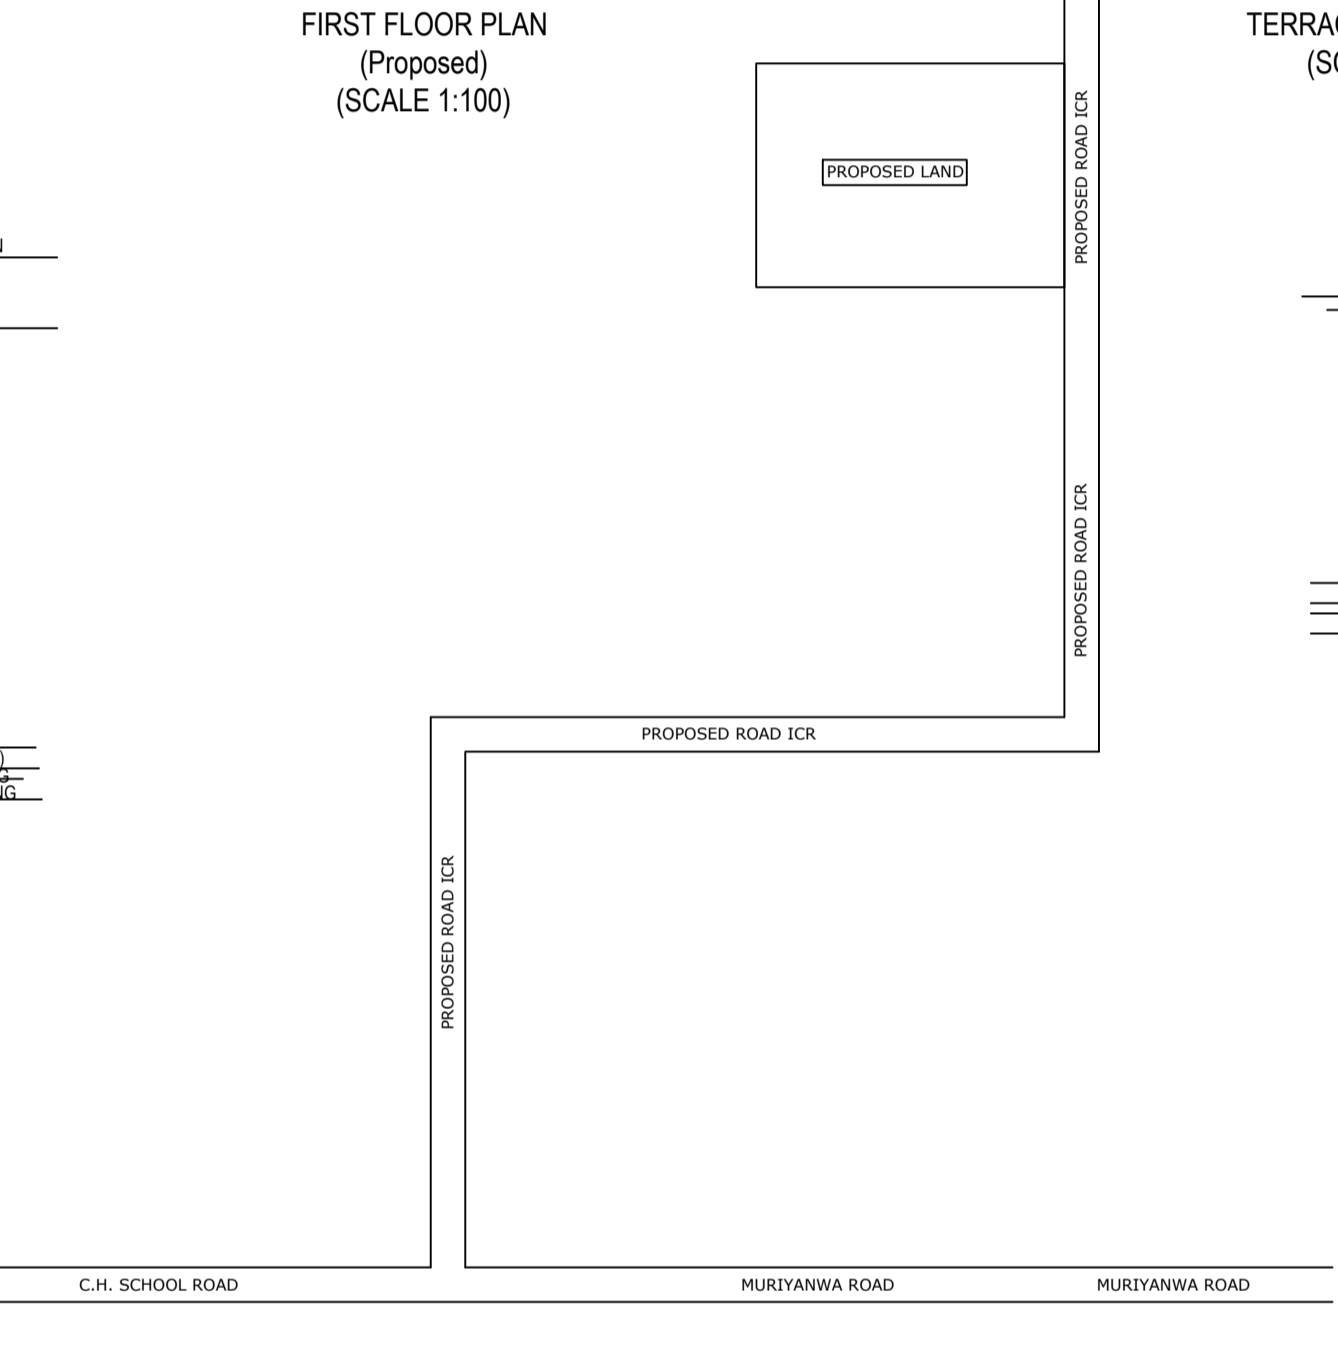 FIRST FLOOR PLAN
(Proposed)
(SCALE 1:100)
PROPOSED LAND
PROPOSED ROAD ICR
PROPOSED ROAD ICR
PROPOSED ROAD ICR
PROPOSED ROAD ICR
C.H. SCHOOL ROAD
MURIYANWA ROAD
MURIYANWA ROAD